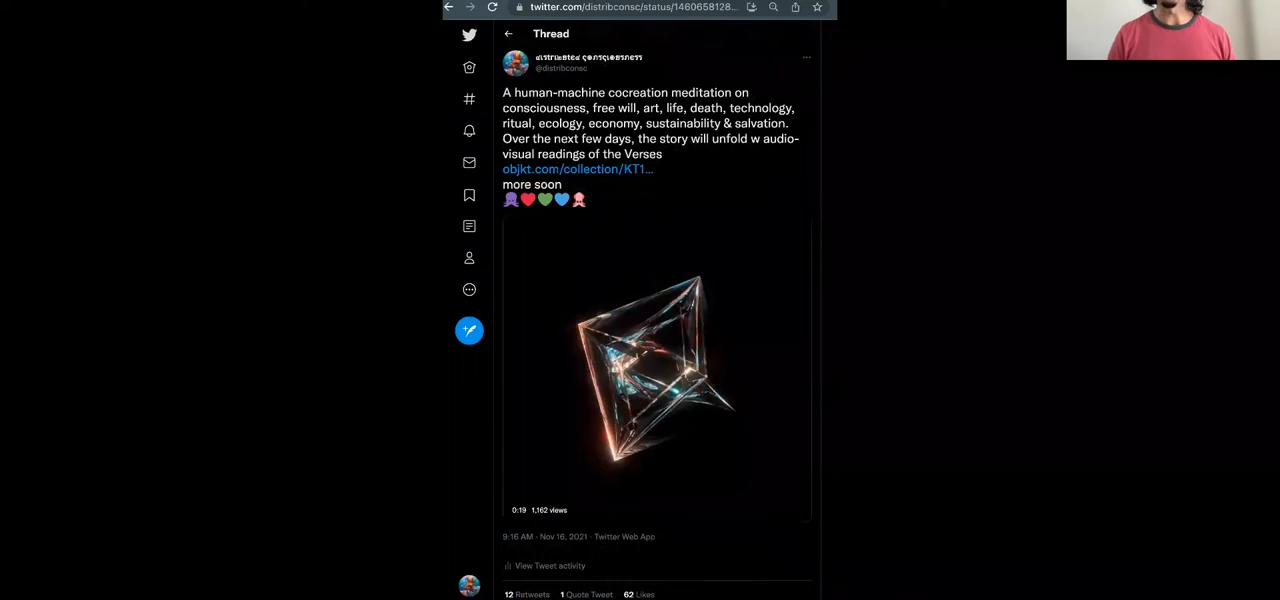 twitter.com/distribconsc/status/1460658128...
Thread
@distribconsc
A human-machine cocreation meditation on
consciousness, free will, art, life, death, technology,
ritual, ecology, economy, sustainability & salvation.
Over the next few days, the story will unfold w audio-
visual readings of the Verses
objkt.com/collection/KT1...
more soon
0:19 1,162 views
9:16 AM · Nov 16, 2021 · Twitter Web App
View Tweet activity
12 Retweets 1 Quote Tweet 62 Likes